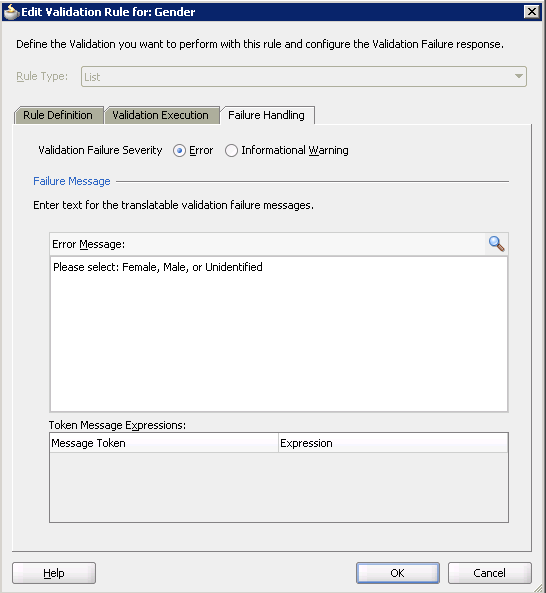 Edit Validation Rule for: Gender
Define the Validation you want to perform with this rule and configure the Validation Failure response.
Rule Type: List
Rule Definition Validation Execution Failure Handling
Validation Failure Severity Error Informational Warning
Failure Message
Enter text for the translatable validation failure messages.
Error Message:
Please select: Female, Male, or Unidentified
Token Message Expressions:
Message Token Expression
Help OK Cancel